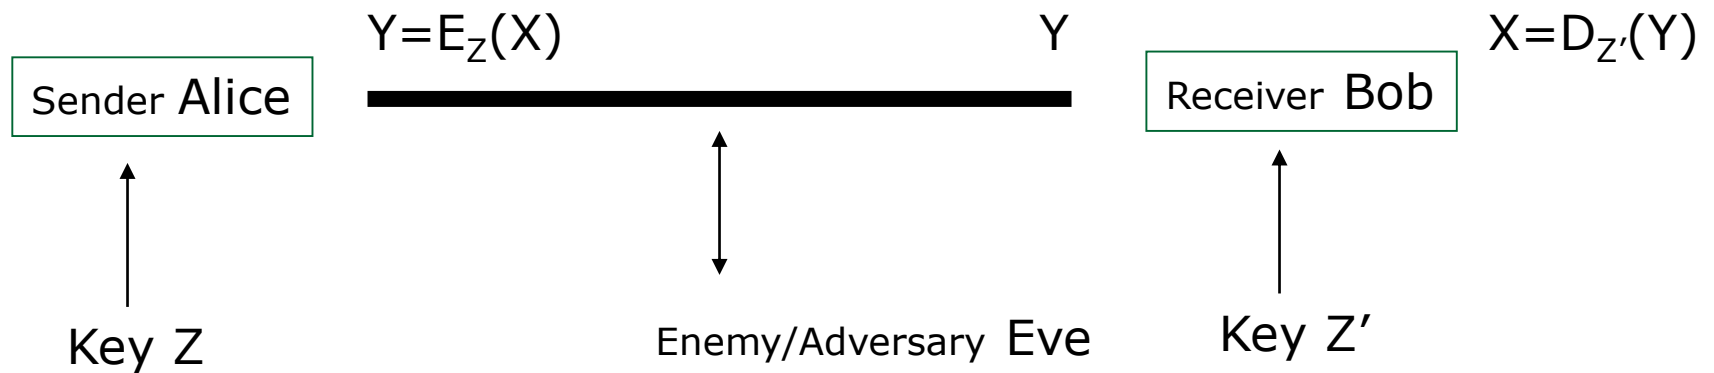 Y=E_Z(X)
Y
X=D_Z'(Y)
Sender Alice
Receiver Bob
Key Z
Enemy/Adversary Eve
Key Z’